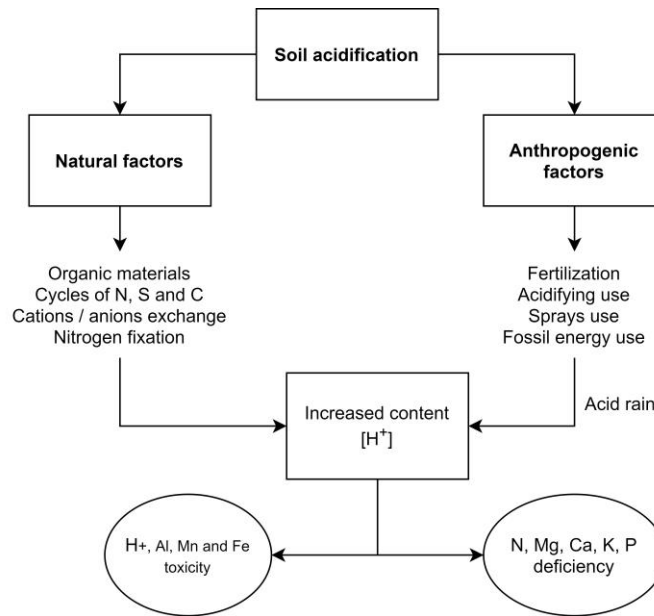 Soil acidification
Natural factors
Anthropogenic
factors
Organic materials
Cycles of N, S and C
Cations / anions exchange
Nitrogen fixation
Fertilization
Acidifying use
Sprays use
Fossil energy use
Acid rain
Increased content
[H⁺]
H+, Al, Mn and Fe
toxicity
N, Mg, Ca, K, P
deficiency